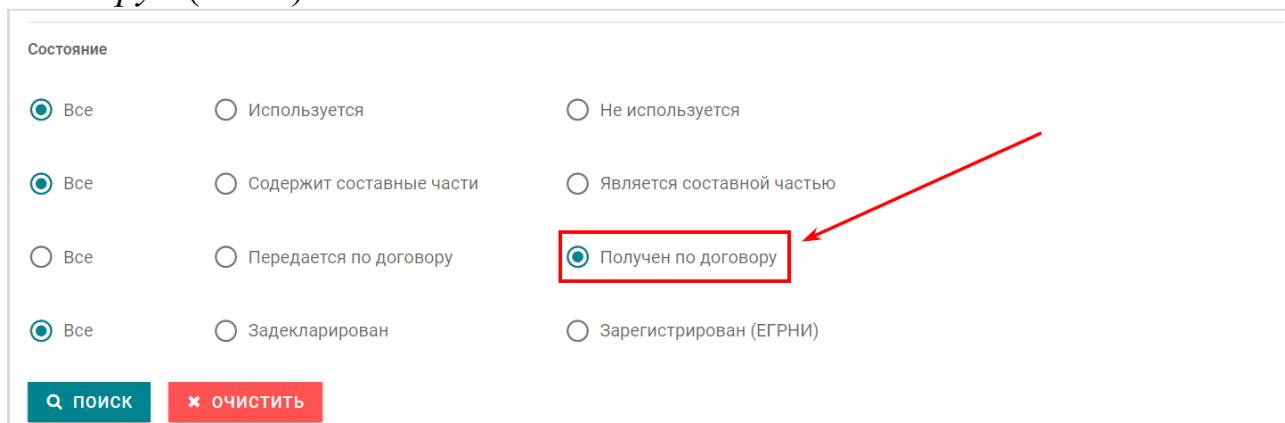 Состояние
Все Используется Не используется
Все Содержит составные части Является составной частью
Все Передается по договору Получен по договору
Все Задекларирован Зарегистрирован (ЕГРНИ)
ПОИСК ОЧИСТИТЬ